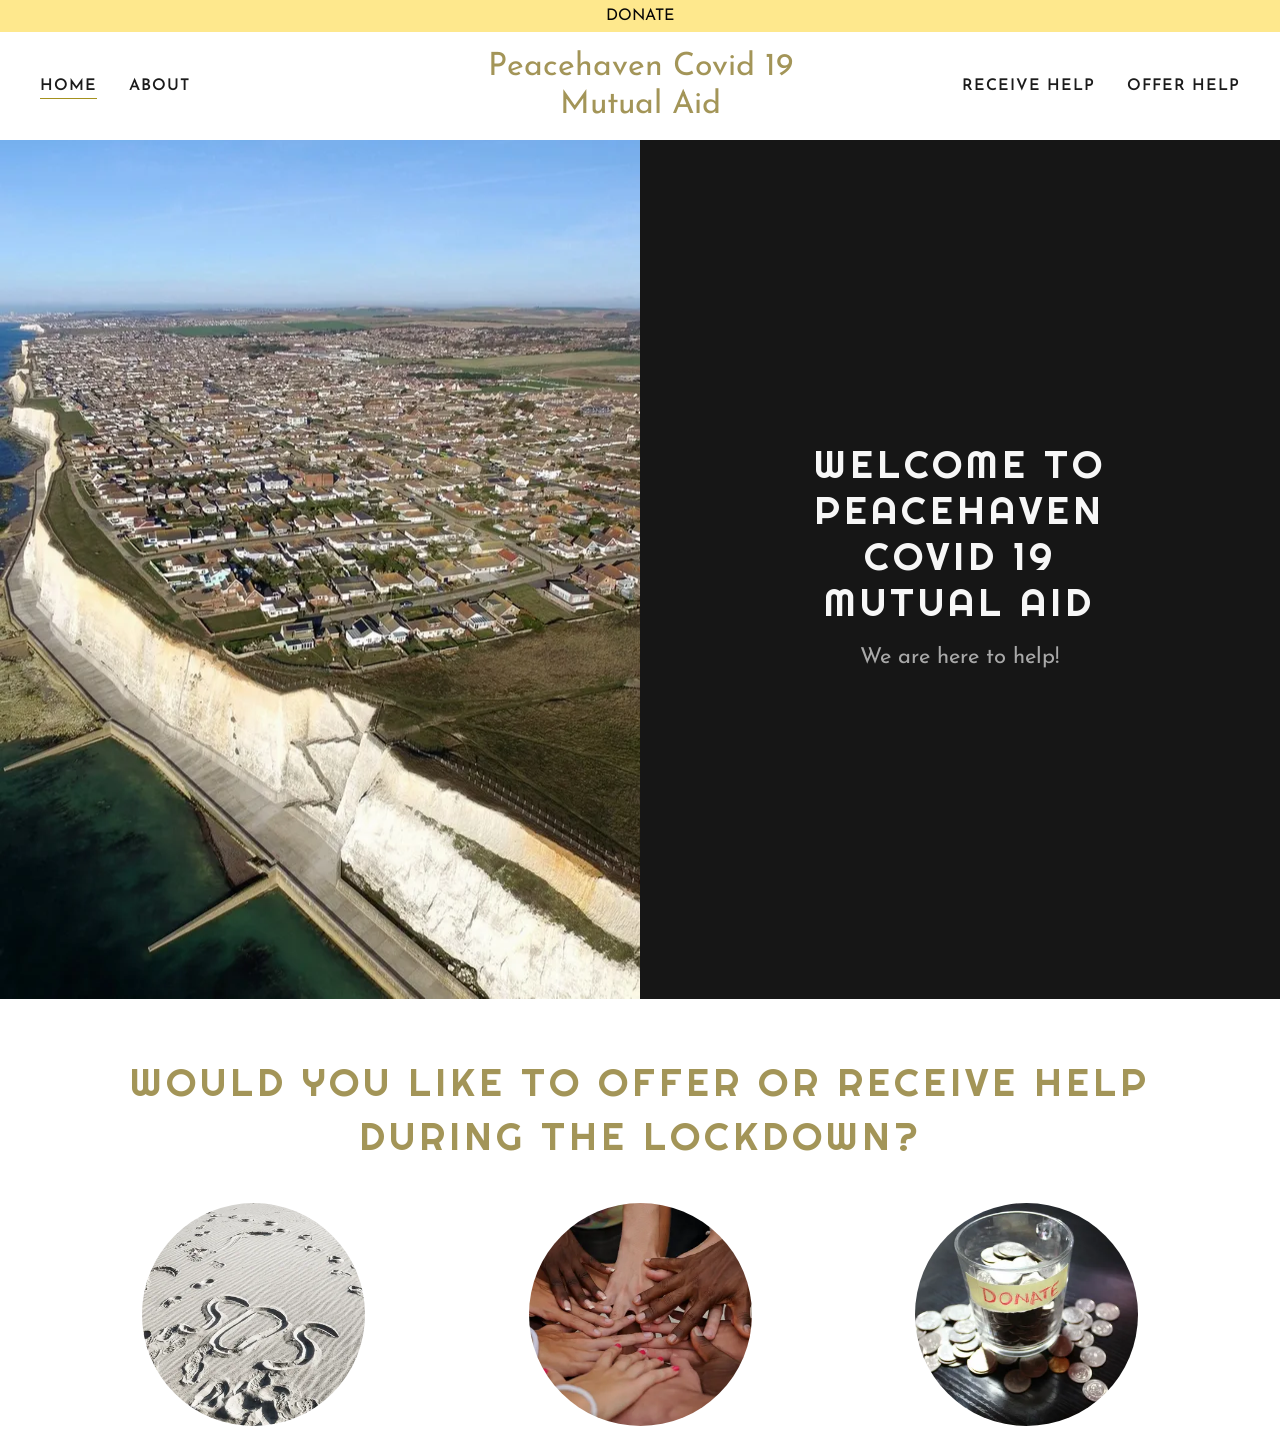 DONATE
HOME
ABOUT
Peacehaven Covid 19
Mutual Aid
RECEIVE HELP
OFFER HELP
WELCOME TO
PEACEHAVEN
COVID 19
MUTUAL AID
We are here to help!
WOULD YOU LIKE TO OFFER OR RECEIVE HELP
DURING THE LOCKDOWN?
SOS
DONATE